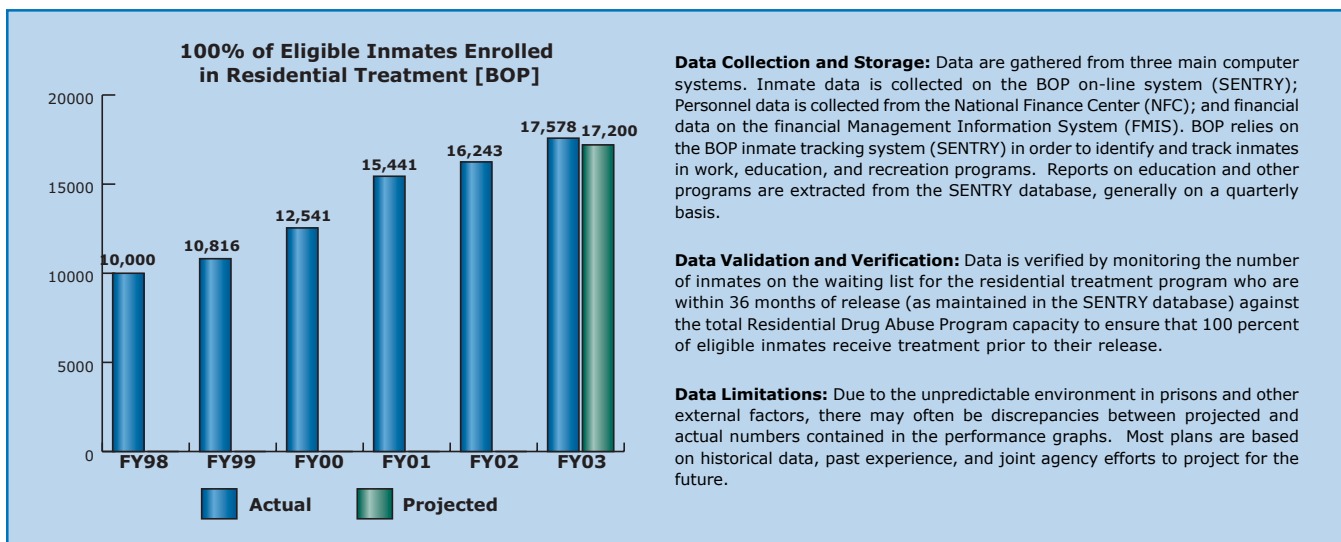 100% of Eligible Inmates Enrolled
in Residential Treatment [BOP]
20000
15000
10000
5000
0
10,000
10,816
12,541
15,441
16,243
17,578
17,200
FY98
FY99
FY00
FY01
FY02
FY03
Actual
Projected
Data Collection and Storage: Data are gathered from three main computer
systems. Inmate data is collected on the BOP on-line system (SENTRY);
Personnel data is collected from the National Finance Center (NFC); and financial
data on the financial Management Information System (FMIS). BOP relies on
the BOP inmate tracking system (SENTRY) in order to identify and track inmates
in work, education, and recreation programs. Reports on education and other
programs are extracted from the SENTRY database, generally on a quarterly
basis.
Data Validation and Verification: Data is verified by monitoring the number
of inmates on the waiting list for the residential treatment program who are
within 36 months of release (as maintained in the SENTRY database) against
the total Residential Drug Abuse Program capacity to ensure that 100 percent
of eligible inmates receive treatment prior to their release.
Data Limitations: Due to the unpredictable environment in prisons and other
external factors, there may often be discrepancies between projected and
actual numbers contained in the performance graphs. Most plans are based
on historical data, past experience, and joint agency efforts to project for the
future.